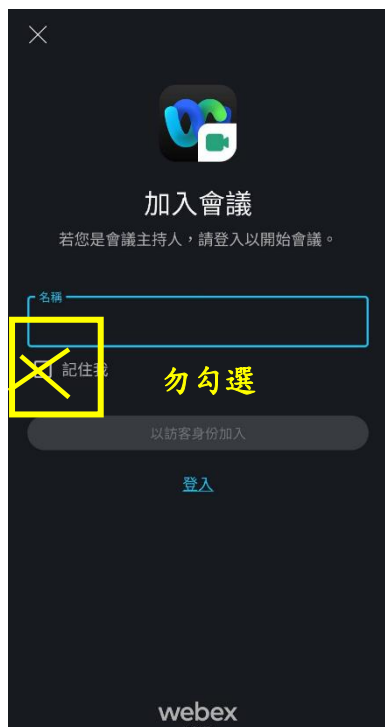 加入會議
若您是會議主持人，請登入以開始會議。
名稱
記住我
勿勾選
以訪客身份加入
登入
webex